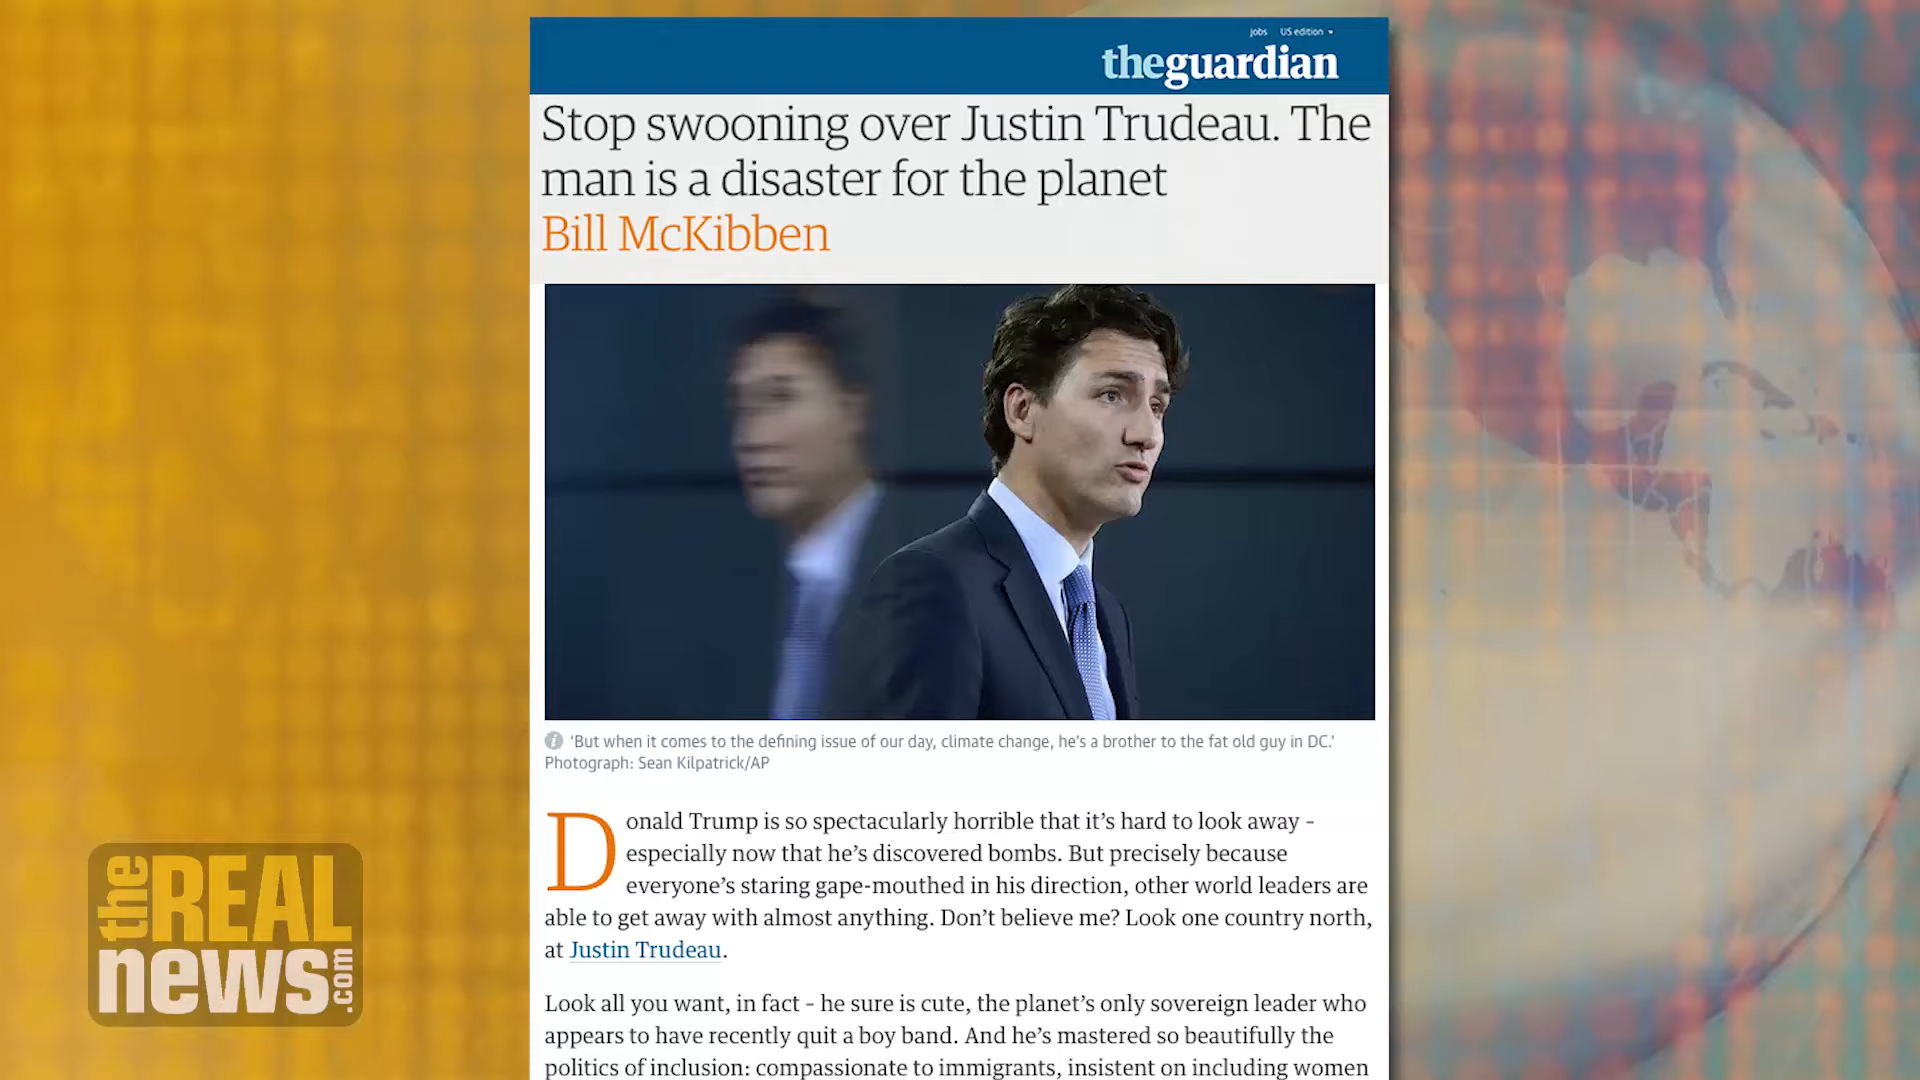 jobs US edition
theguardian
Stop swooning over Justin Trudeau. The
man is a disaster for the planet
Bill McKibben
‘But when it comes to the defining issue of our day, climate change, he’s a brother to the fat old guy in DC.’
Photograph: Sean Kilpatrick/AP
Donald Trump is so spectacularly horrible that it’s hard to look away –
especially now that he’s discovered bombs. But precisely because
everyone’s staring gape-mouthed in his direction, other world leaders are
able to get away with almost anything. Don’t believe me? Look one country north,
at Justin Trudeau.
Look all you want, in fact – he sure is cute, the planet’s only sovereign leader who
appears to have recently quit a boy band. And he’s mastered so beautifully the
politics of inclusion: compassionate to immigrants, insistent on including women
the REAL
news.com